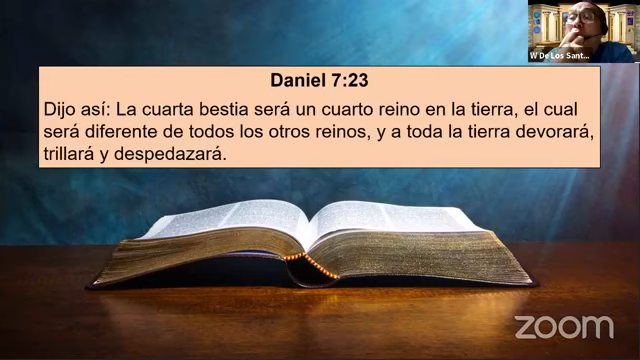 W De Los Sant...
Daniel 7:23
Dijo así: La cuarta bestia será un cuarto reino en la tierra, el cual
será diferente de todos los otros reinos, y a toda la tierra devorará,
trillará y despedazará.
zoom